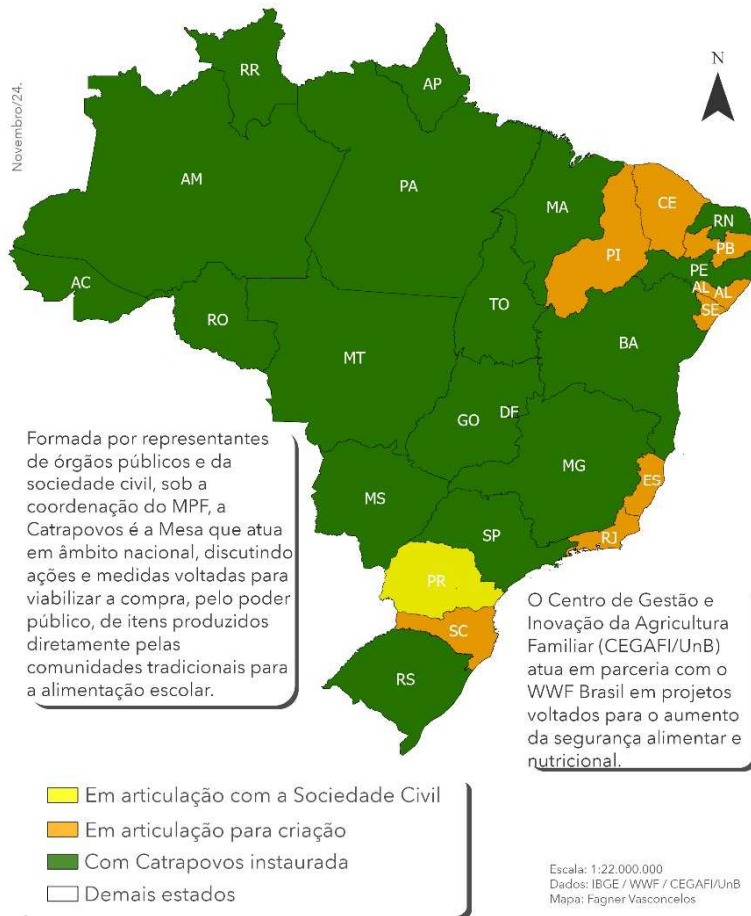 Novembro/24.
N
RR
AP
AM
PA
MA
CE
RN
PI
PB
PE
AL
AL
SE
AC
RO
TO
BA
MT
GO
DF
MG
ES
MS
SP
RJ
PR
SC
RS
Formada por representantes
de órgãos públicos e da
sociedade civil, sob a
coordenação do MPF, a
Catrapovos é a Mesa que atua
em âmbito nacional, discutindo
ações e medidas voltadas para
viabilizar a compra, pelo poder
público, de itens produzidos
diretamente pelas
comunidades tradicionais para
a alimentação escolar.
O Centro de Gestão e
Inovação da Agricultura
Familiar (CEGAFI/UnB)
atua em parceria com o
WWF Brasil em projetos
voltados para o aumento
da segurança alimentar e
nutricional.
Em articulação com a Sociedade Civil
Em articulação para criação
Com Catrapovos instaurada
Demais estados
Escala: 1:22.000.000
Dados: IBGE / WWF / CEGAFI/UnB
Mapa: Fagner Vasconcelos